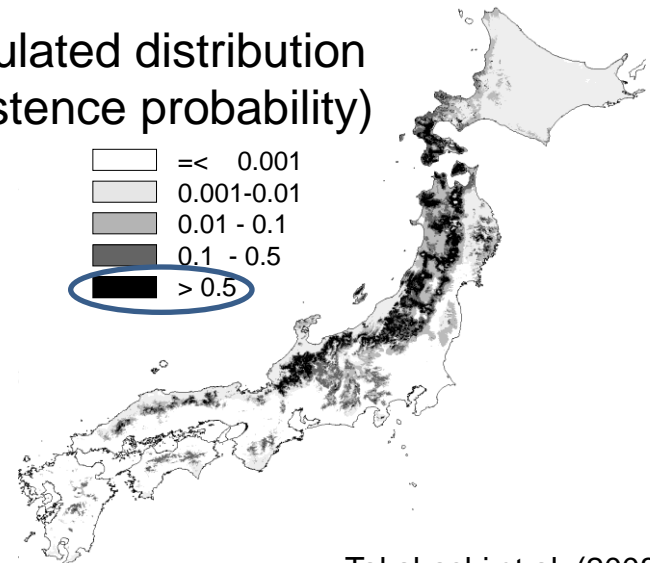 ulated distribution
stence probability)
=< 0.001
0.001-0.01
0.01 - 0.1
0.1 - 0.5
> 0.5